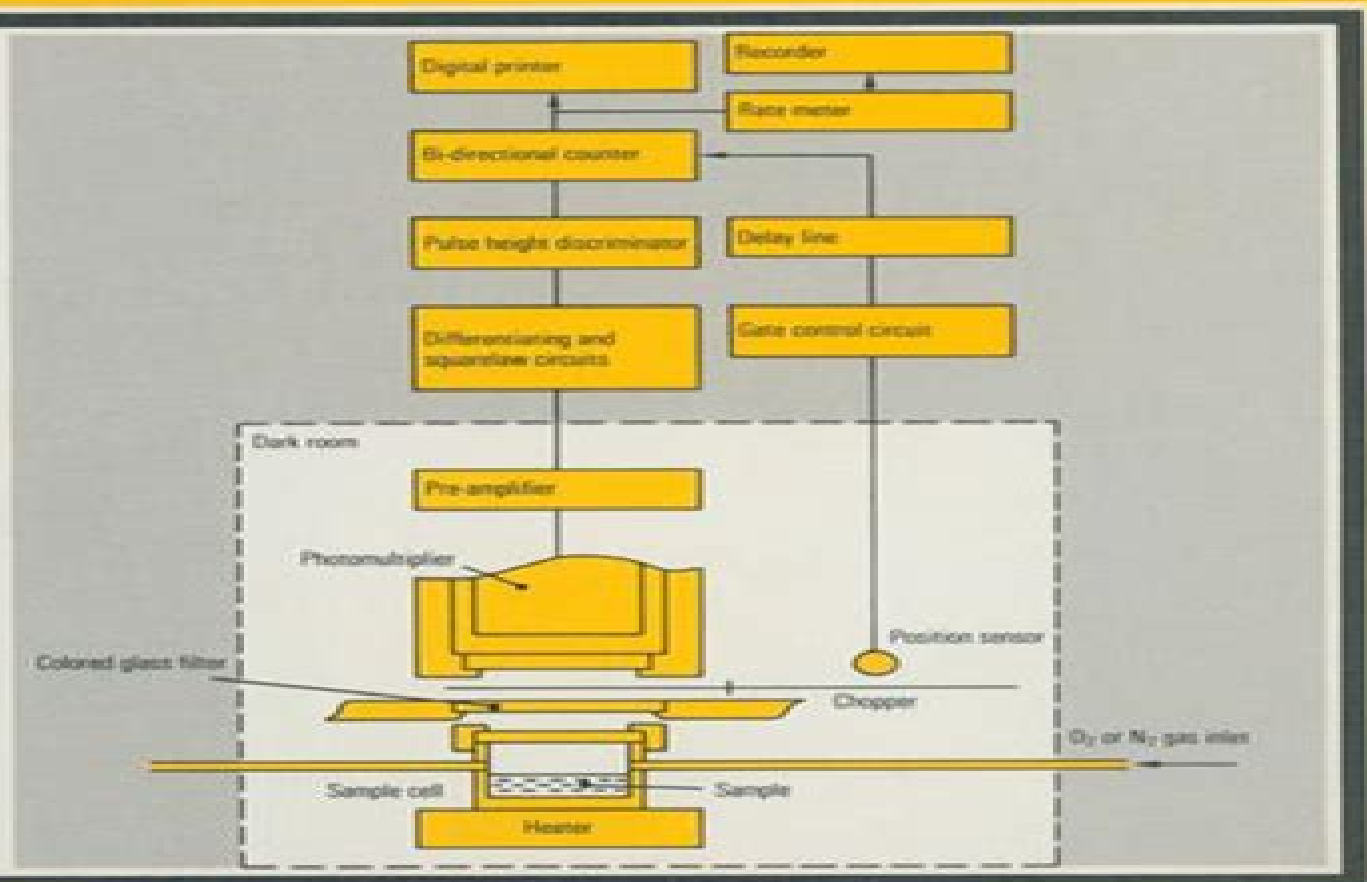 Digital printer
Recorder
Rate meter
Bi-directional counter
Pulse height discriminator
Delay line
Differentiating and
squarelaw circuits
Gate control circuit
Dark room
Pre-amplifier
Photomultiplier
Position sensor
Colored glass filter
Chopper
O₂ or N₂ gas inlet
Sample cell
Sample
Heater